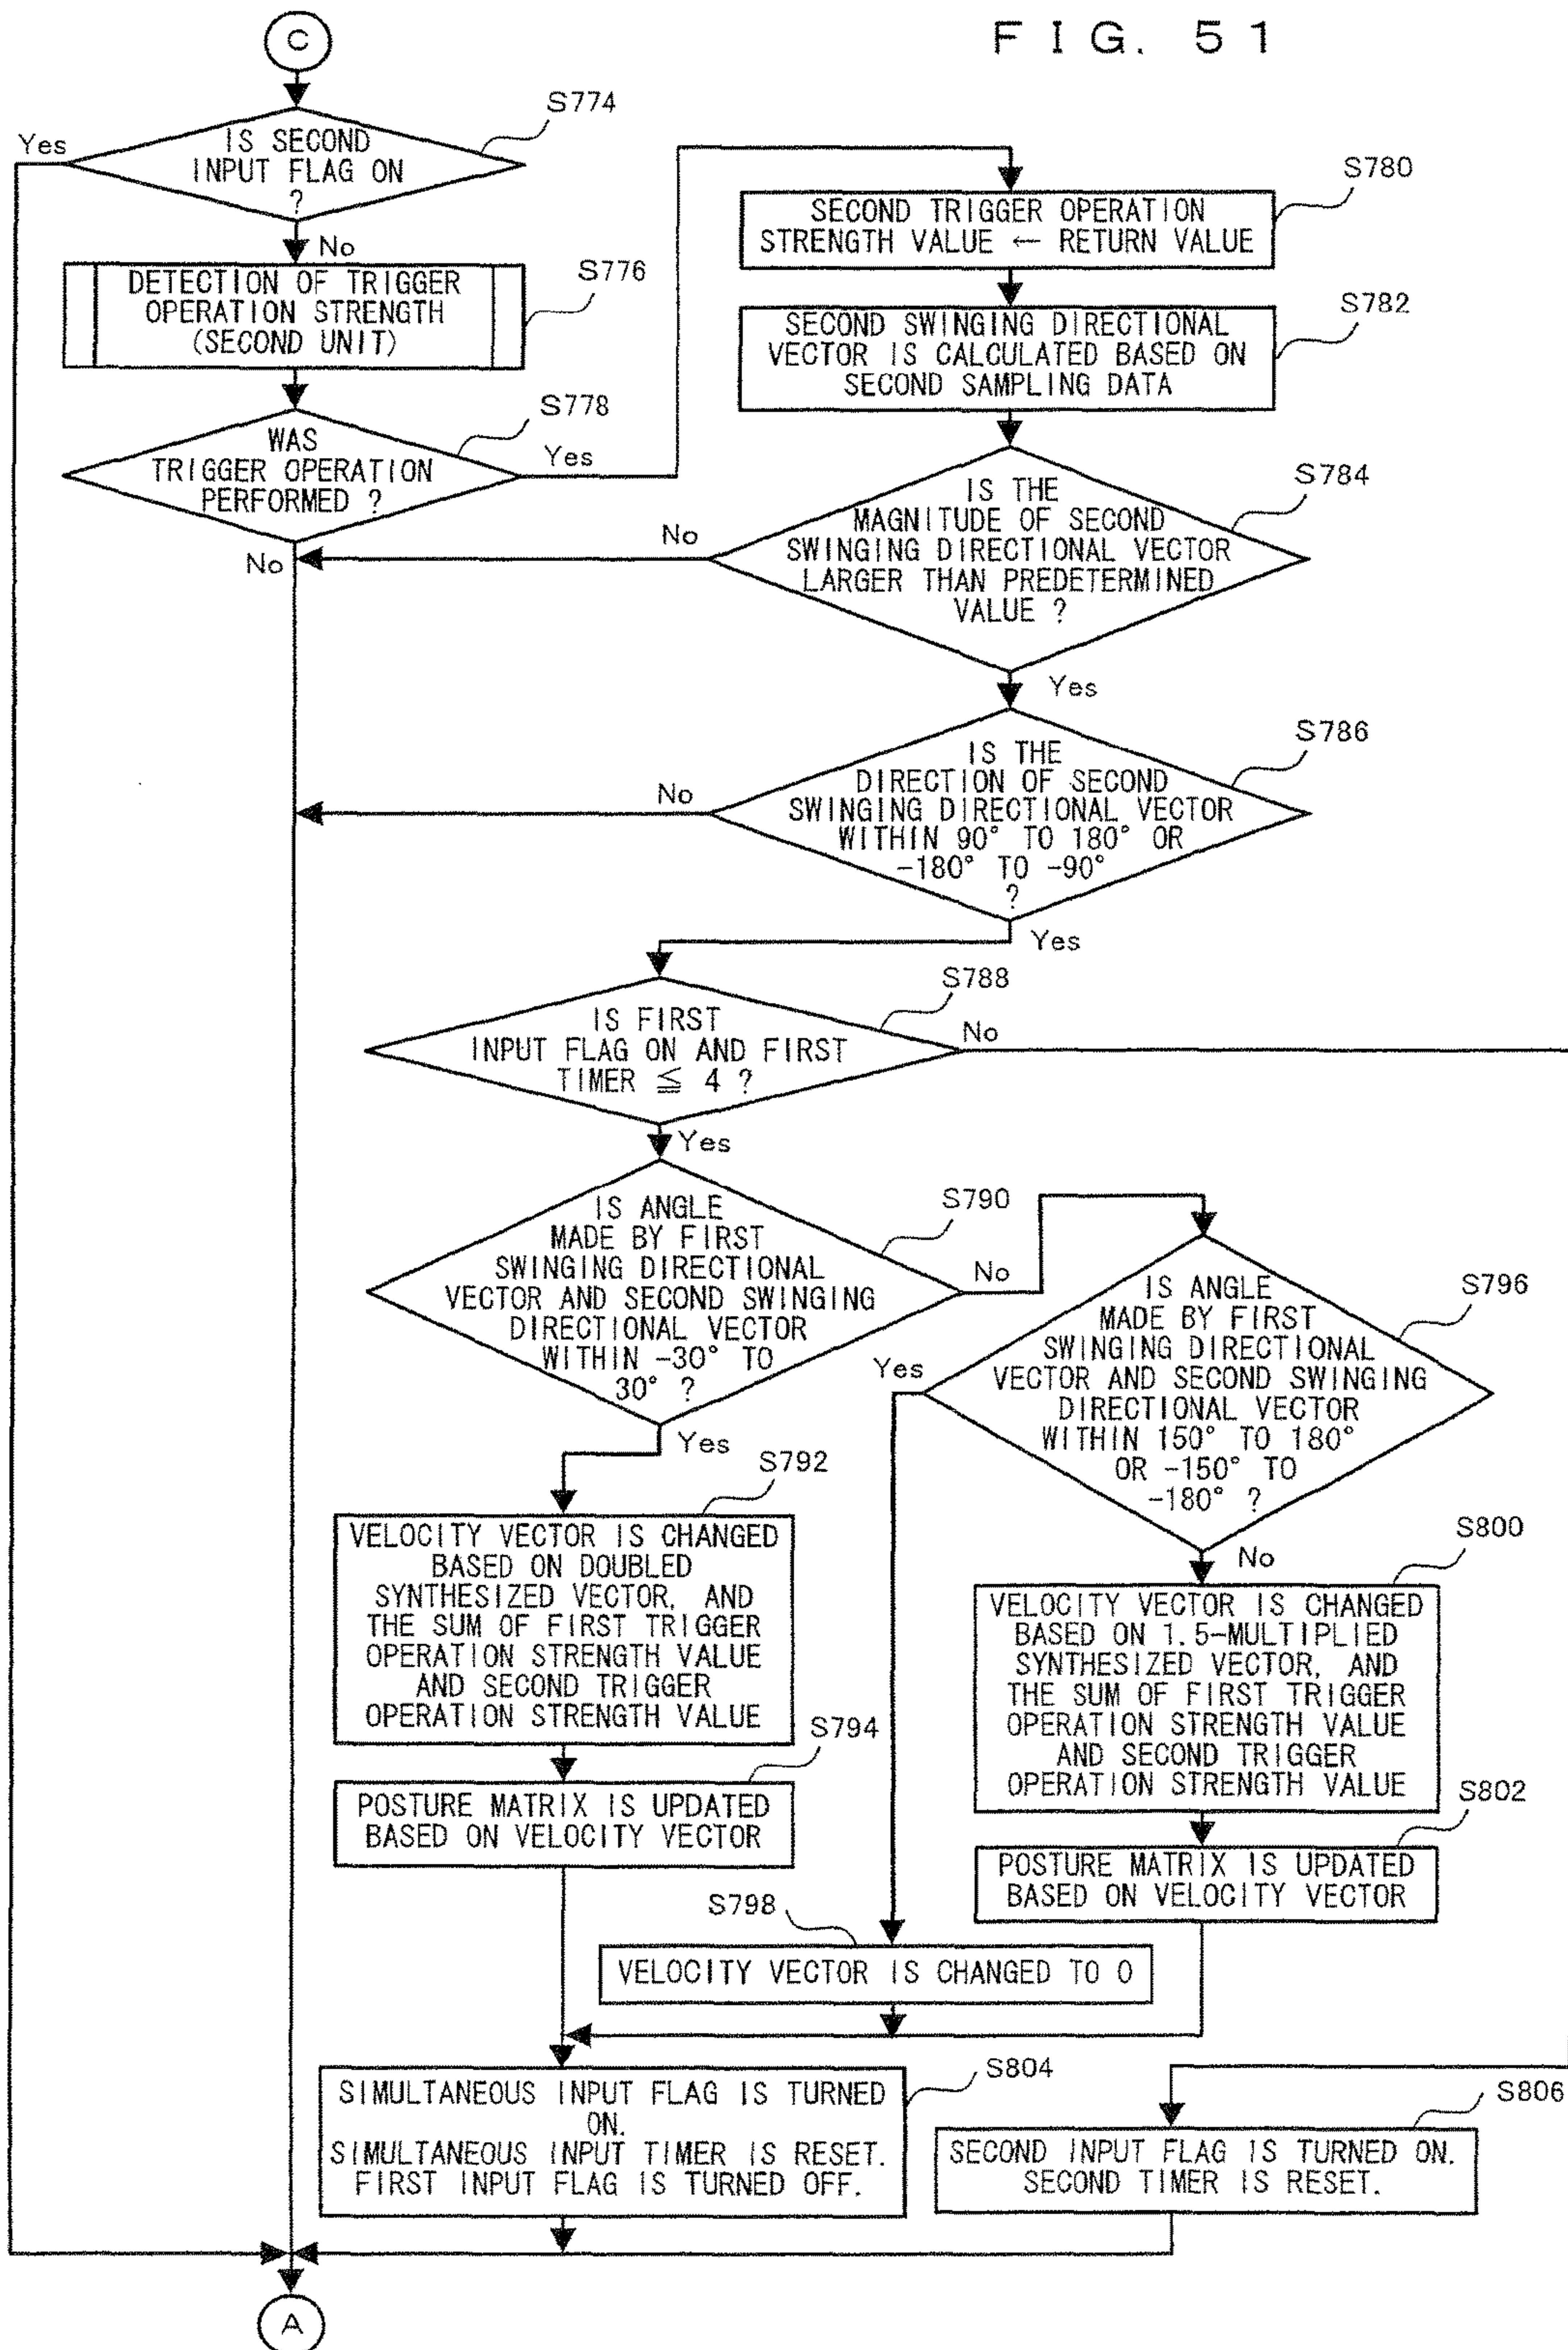 FIG. 51
C
S774
Yes
IS SECOND
INPUT FLAG ON
?
No
S776
DETECTION OF TRIGGER
OPERATION STRENGTH
(SECOND UNIT)
S778
WAS
TRIGGER OPERATION
PERFORMED ?
Yes
No
S780
SECOND TRIGGER OPERATION
STRENGTH VALUE ← RETURN VALUE
S782
SECOND SWINGING DIRECTIONAL
VECTOR IS CALCULATED BASED ON
SECOND SAMPLING DATA
S784
IS THE
MAGNITUDE OF SECOND
SWINGING DIRECTIONAL VECTOR
LARGER THAN PREDETERMINED
VALUE ?
No
Yes
S786
IS THE
DIRECTION OF SECOND
SWINGING DIRECTIONAL VECTOR
WITHIN 90° TO 180° OR
-180° TO -90°
?
No
Yes
S788
IS FIRST
INPUT FLAG ON AND FIRST
TIMER ≦ 4 ?
No
Yes
S790
IS ANGLE
MADE BY FIRST
SWINGING DIRECTIONAL
VECTOR AND SECOND SWINGING
DIRECTIONAL VECTOR
WITHIN -30° TO
30° ?
No
Yes
S796
IS ANGLE
MADE BY FIRST
SWINGING DIRECTIONAL
VECTOR AND SECOND SWINGING
DIRECTIONAL VECTOR
WITHIN 150° TO 180°
OR -150° TO
-180° ?
Yes
No
S792
VELOCITY VECTOR IS CHANGED
BASED ON DOUBLED
SYNTHESIZED VECTOR, AND
THE SUM OF FIRST TRIGGER
OPERATION STRENGTH VALUE
AND SECOND TRIGGER
OPERATION STRENGTH VALUE
S794
POSTURE MATRIX IS UPDATED
BASED ON VELOCITY VECTOR
S800
VELOCITY VECTOR IS CHANGED
BASED ON 1.5-MULTIPLIED
SYNTHESIZED VECTOR, AND
THE SUM OF FIRST TRIGGER
OPERATION STRENGTH VALUE
AND SECOND TRIGGER
OPERATION STRENGTH VALUE
S802
POSTURE MATRIX IS UPDATED
BASED ON VELOCITY VECTOR
S798
VELOCITY VECTOR IS CHANGED TO 0
S804
SIMULTANEOUS INPUT FLAG IS TURNED
ON.
SIMULTANEOUS INPUT TIMER IS RESET.
FIRST INPUT FLAG IS TURNED OFF.
S806
SECOND INPUT FLAG IS TURNED ON.
SECOND TIMER IS RESET.
A